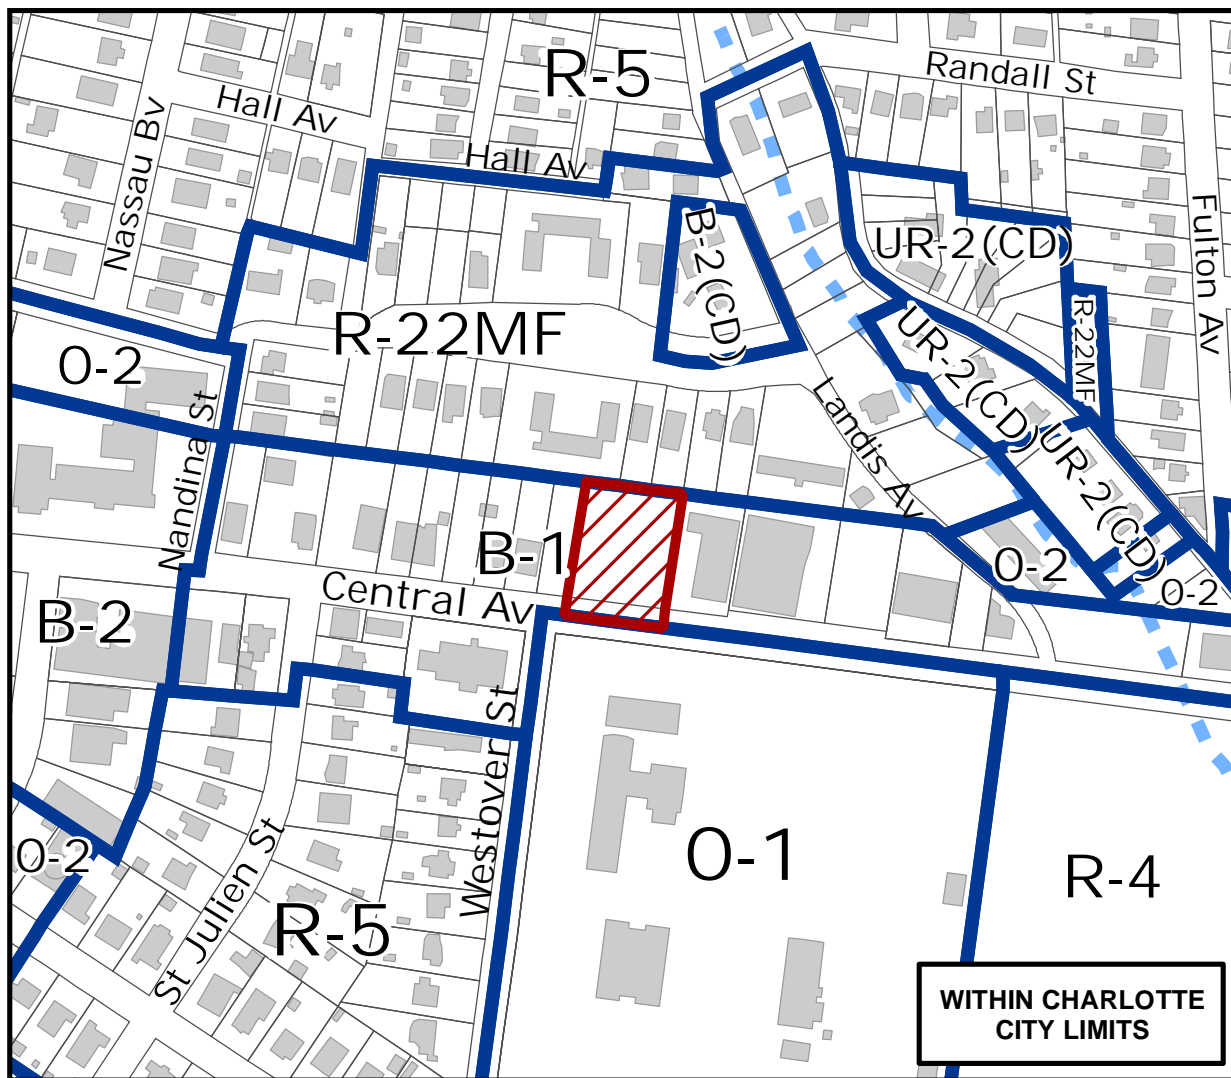 R-5
Randall St
Hall Av
Nassau Bv
Hall Av
Fulton Av
B-2(CD)
UR-2(CD)
R-22MF
R-22MF
O-2
UR-2(CD)
Landis Av
Nandina St
UR-2(CD)
B-1
Central Av
O-2
O-2
B-2
Westover St
O-1
O-2
R-4
St Julien St
R-5
WITHIN CHARLOTTE
CITY LIMITS